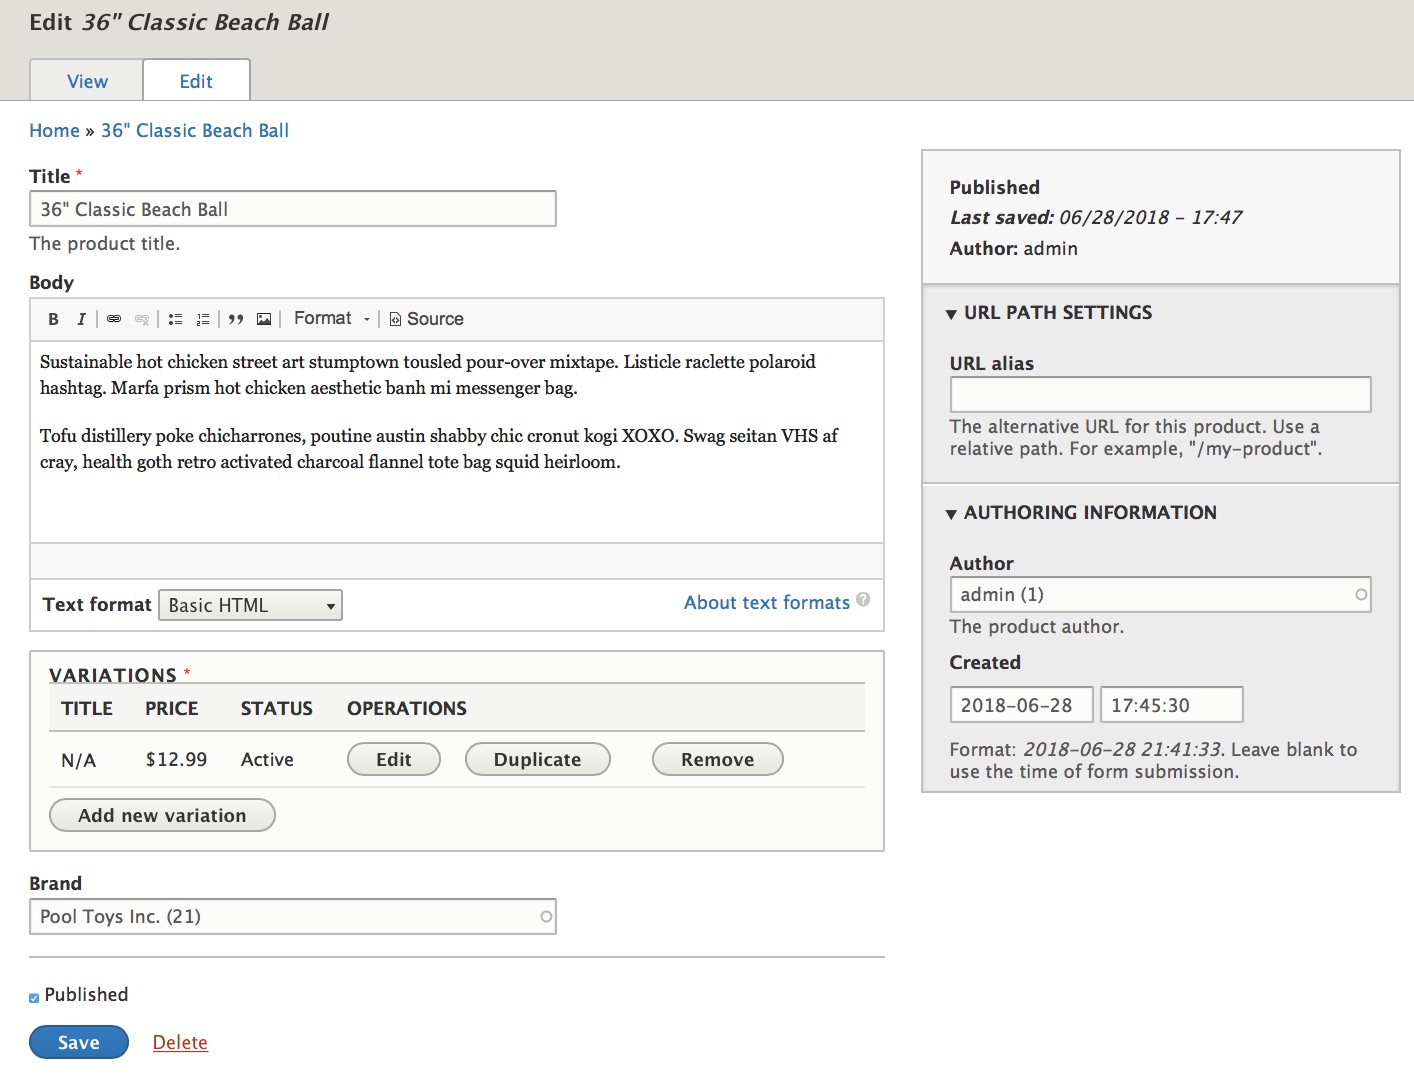 Edit 36" Classic Beach Ball
View
Edit
Home » 36" Classic Beach Ball
Title *
36" Classic Beach Ball
The product title.
Body
B I Format Source
Sustainable hot chicken street art stumptown tousled pour-over mixtape. Listicle raclette polaroid
hashtag. Marfa prism hot chicken aesthetic banh mi messenger bag.
Tofu distillery poke chicharrones, poutine austin shabby chic cronut kogi XOXO. Swag seitan VHS af
cray, health goth retro activated charcoal flannel tote bag squid heirloom.
Text format Basic HTML
About text formats ?
VARIATIONS *
TITLE PRICE STATUS OPERATIONS
N/A $12.99 Active Edit Duplicate Remove
Add new variation
Brand
Pool Toys Inc. (21)
Published
Save Delete
Published
Last saved: 06/28/2018 - 17:47
Author: admin
URL PATH SETTINGS
URL alias
The alternative URL for this product. Use a
relative path. For example, "/my-product".
AUTHORING INFORMATION
Author
admin (1)
The product author.
Created
2018-06-28 17:45:30
Format: 2018-06-28 21:41:33. Leave blank to
use the time of form submission.